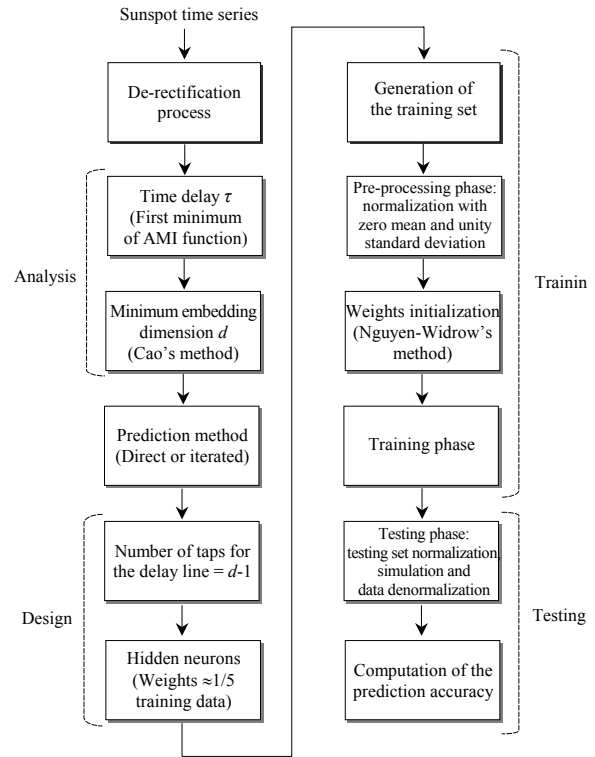 Sunspot time series
De-rectification
process
Analysis
Time delay τ
(First minimum
of AMI function)
Minimum embedding
dimension d
(Cao's method)
Prediction method
(Direct or iterated)
Design
Number of taps for
the delay line = d-1
Hidden neurons
(Weights ≈1/5
training data)
Generation of
the training set
Pre-processing phase:
normalization with
zero mean and unity
standard deviation
Weights initialization
(Nguyen-Widrow's
method)
Training phase
Trainin
Testing phase:
testing set normalization,
simulation and
data denormalization
Computation of the
prediction accuracy
Testing